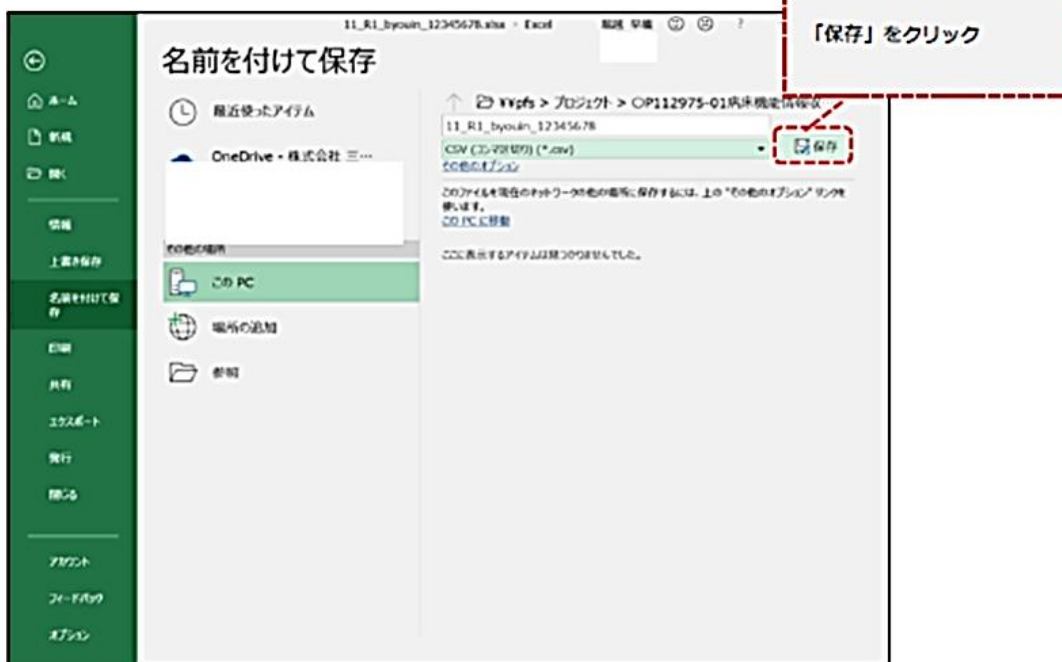 11_R1_byouin_12345678.xlsx - Excel
?
「保存」をクリック
名前を付けて保存
ホーム
新規
開く
情報
上書き保存
名前を付けて保
存
印刷
共有
エクスポート
発行
閉じる
アカウント
フィードバック
オプション
最近使ったアイテム
OneDrive - 株式会社 三…
その他の場所
この PC
場所の追加
参照
¥¥pfs > プロジェクト > OP112975-01病床機能情報収
11_R1_byouin_12345678
CSV (コンマ区切り) (*.csv)
保存
その他のオプション
このファイルを現在のネットワークの他の場所に保存するには、上の "その他のオプション" リンクを
使います。
この PC に移動
ここに表示するアイテムは見つかりませんでした。